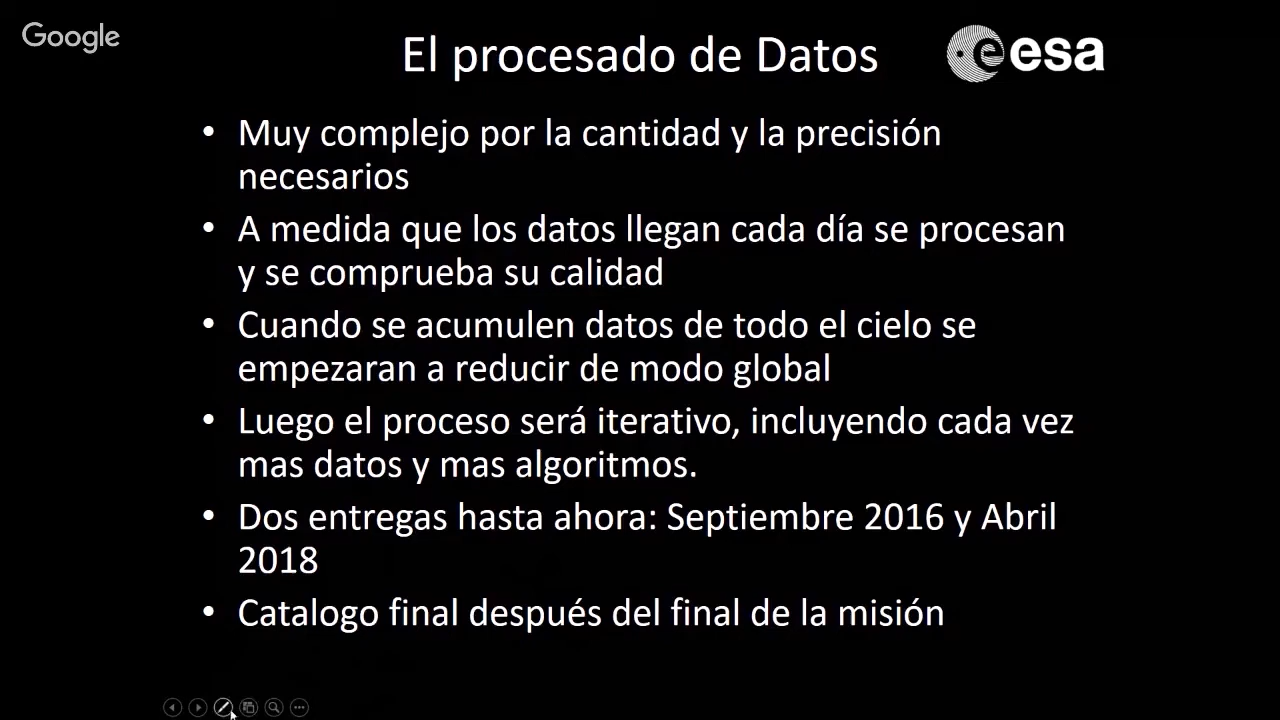 Google
El procesado de Datos
esa
• Muy complejo por la cantidad y la precisión
necesarios
• A medida que los datos llegan cada día se procesan
y se comprueba su calidad
• Cuando se acumulen datos de todo el cielo se
empezaran a reducir de modo global
• Luego el proceso será iterativo, incluyendo cada vez
mas datos y mas algoritmos.
• Dos entregas hasta ahora: Septiembre 2016 y Abril
2018
• Catalogo final después del final de la misión